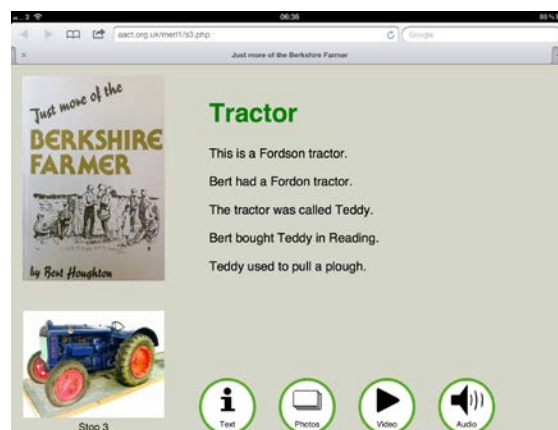 3
06:36
85%
aact.org.uk/merl1/s3.php
Google
Just more of the Berkshire Farmer
Just more of the
BERKSHIRE
FARMER
by Bert Houghton
Tractor
This is a Fordson tractor.
Bert had a Fordon tractor.
The tractor was called Teddy.
Bert bought Teddy in Reading.
Teddy used to pull a plough.
Stop 3
Text
Photos
Video
Audio